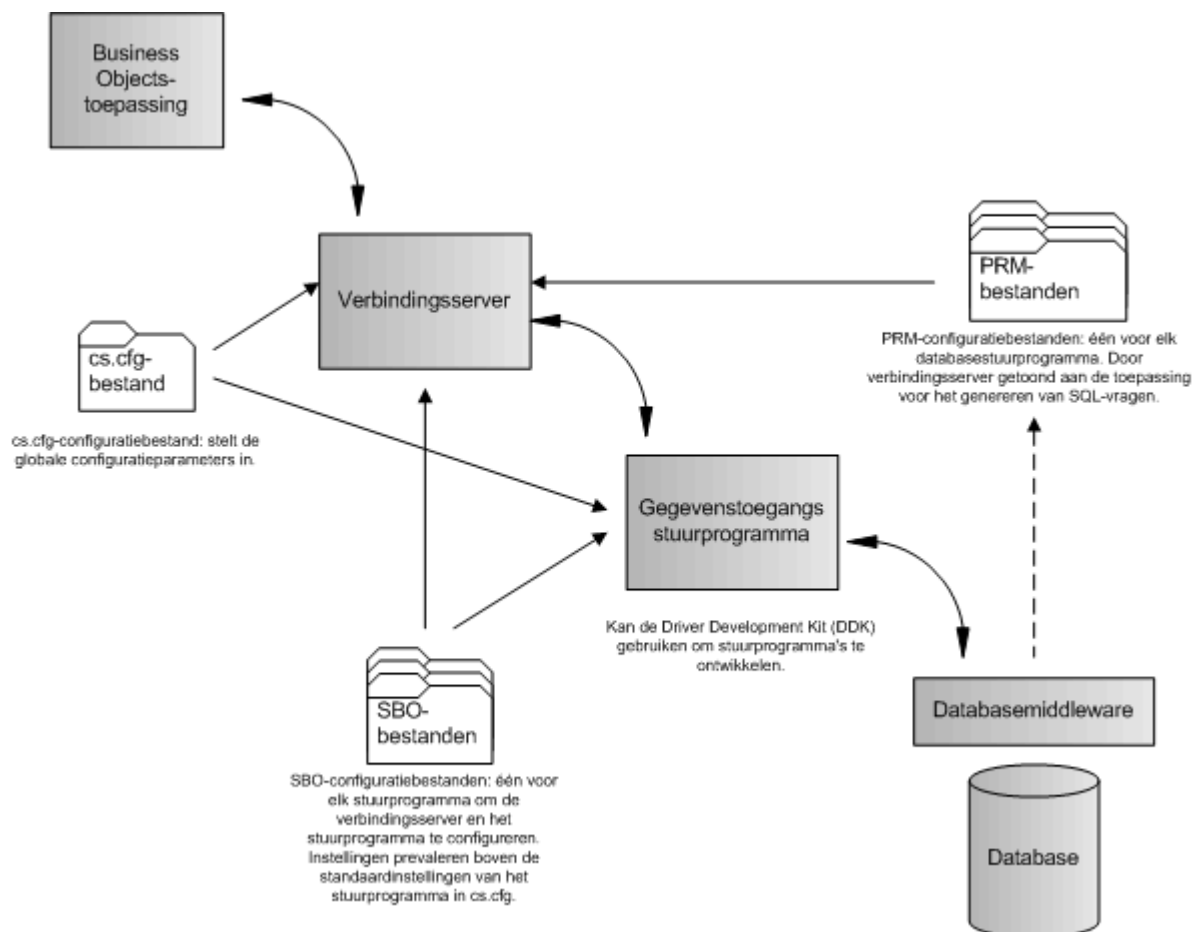 Business
Objects-
toepassing
Verbindingsserver
PRM-
bestanden
PRM-configuratiebestanden: één voor elk
databasestuurprogramma. Door
verbindingsserver getoond aan de toepassing
voor het genereren van SQL-vragen.
cs.cfg-
bestand
cs.cfg-configuratiebestand: stelt de
globale configuratieparameters in.
Gegevenstoegangs
stuurprogramma
Kan de Driver Development Kit (DDK)
gebruiken om stuurprogramma's te
ontwikkelen.
SBO-
bestanden
SBO-configuratiebestanden: één voor
elk stuurprogramma om de
verbindingsserver en het
stuurprogramma te configureren.
Instellingen prevaleren boven de
standaardinstellingen van het
stuurprogramma in cs.cfg.
Databasemiddleware
Database